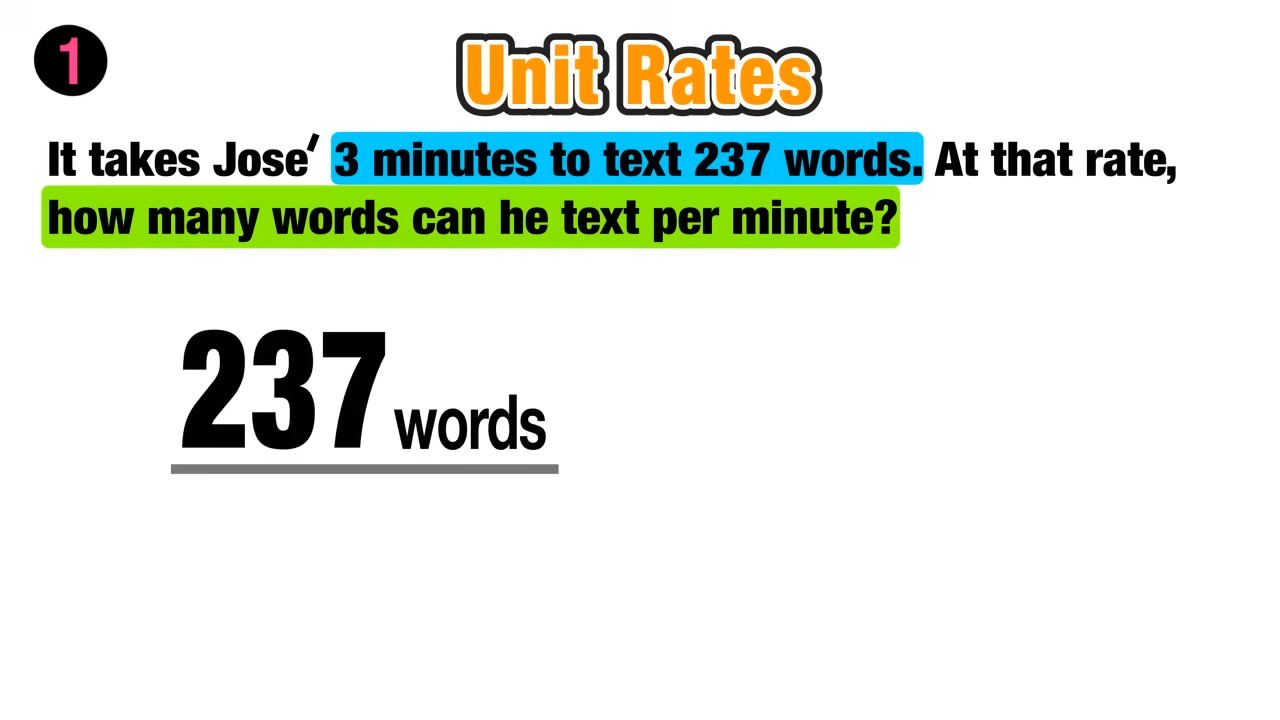 1
Unit Rates
It takes Jose´ 3 minutes to text 237 words. At that rate,
how many words can he text per minute?
237 words